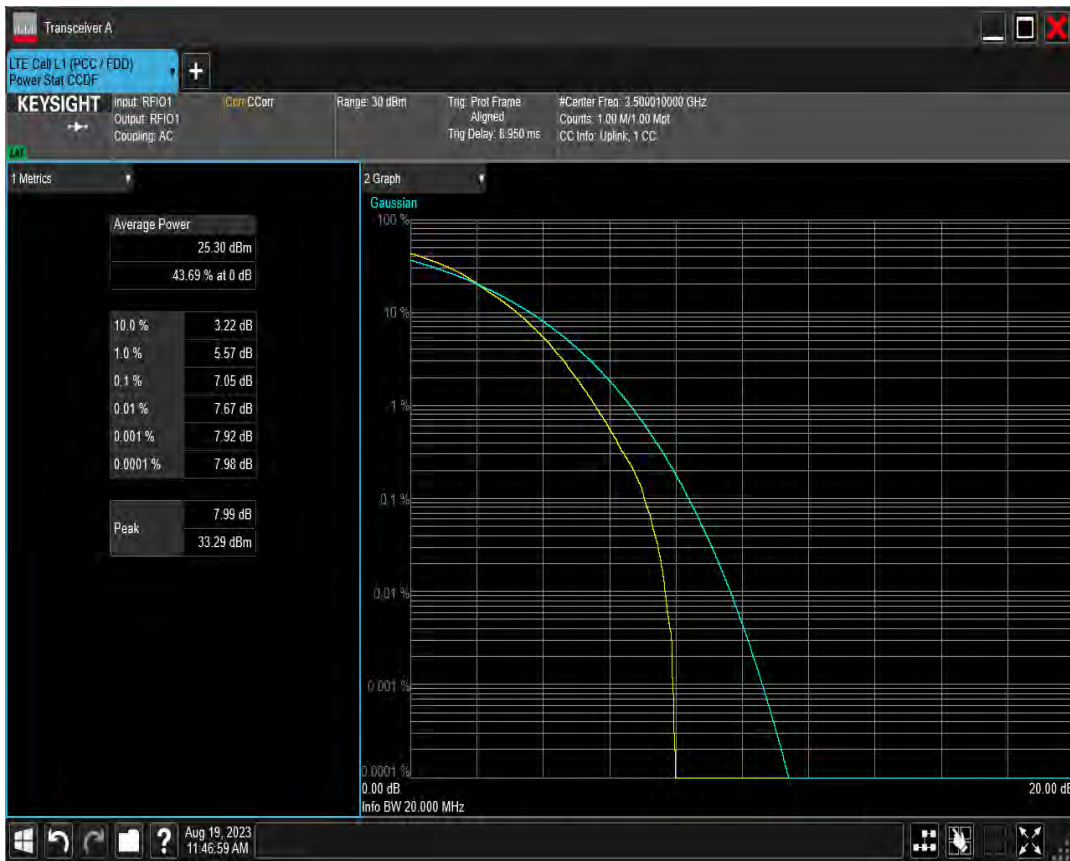 Transceiver A
LTE Cell L1 (PCC / FDD)
Power Stat CCDF
+
KEYSIGHT
Input: RFIO1
Output: RFIO1
Coupling: AC
Corr CCorr
Range: 30 dBm
Trig: Prot Frame
Aligned
Trig Delay: 8.950 ms
#Center Freq: 3.500010000 GHz
Counts: 1.00 M/1.00 Mpt
CC Info: Uplink, 1 CC
LXI
1 Metrics
Average Power
25.30 dBm
43.69 % at 0 dB
10.0 % 3.22 dB
1.0 % 5.57 dB
0.1 % 7.05 dB
0.01 % 7.67 dB
0.001 % 7.92 dB
0.0001 % 7.98 dB
Peak 7.99 dB
33.29 dBm
2 Graph
Gaussian
100 %
10 %
1 %
0.1 %
0.01 %
0.001 %
0.0001 %
0.00 dB 20.00 dB
Info BW 20.000 MHz
? Aug 19, 2023
11:46:59 AM